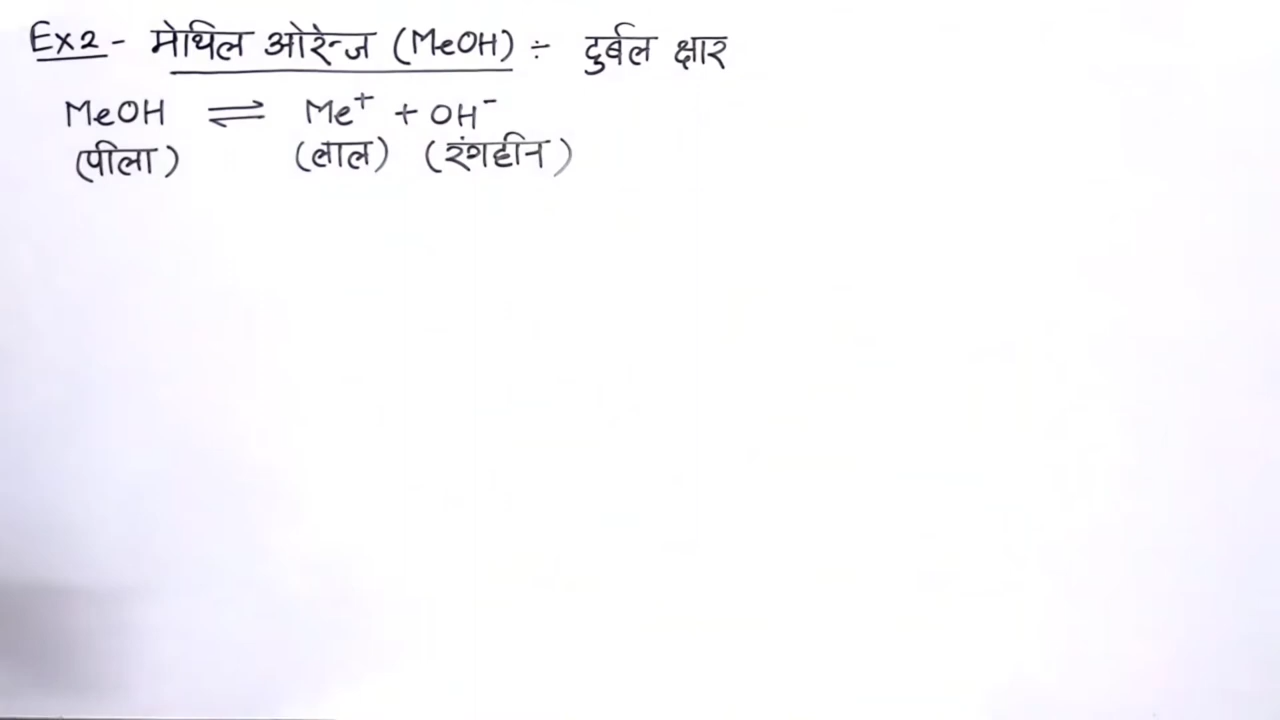 Ex2 - मेथिल ओरेन्ज (MeOH) ÷ दुर्बल क्षार
MeOH ⇌ Me⁺ + OH⁻
(पीला) (लाल) (रंगहीन)